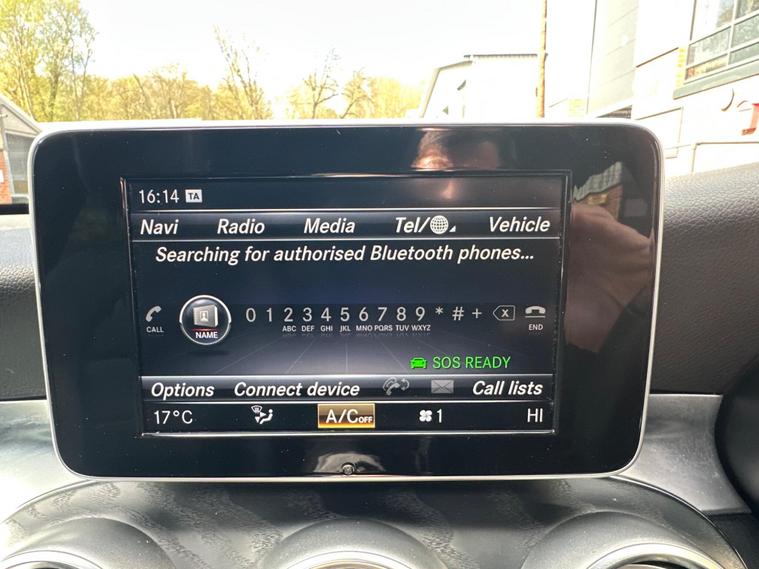 16:14 TA
Navi Radio Media Tel/ Vehicle
Searching for authorised Bluetooth phones...
CALL NAME 0 1 2 3 4 5 6 7 8 9 * # + X END
ABC DEF GHI JKL MNO PQRS TUV WXYZ
SOS READY
Options Connect device Call lists
17°C A/C OFF 1 HI